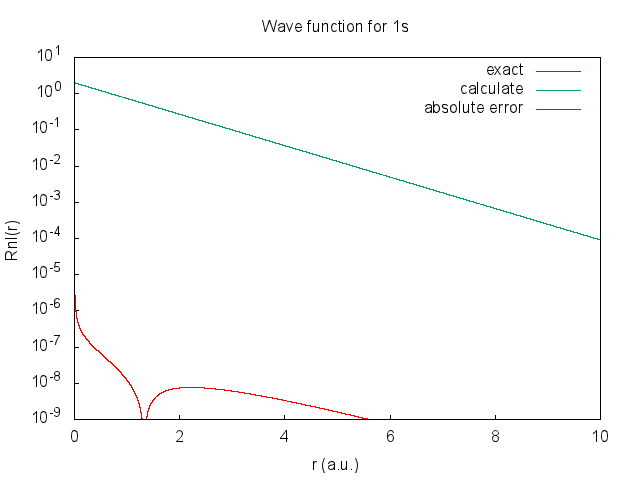 Wave function for 1s
10^1
10^0
10^-1
10^-2
10^-3
10^-4
10^-5
10^-6
10^-7
10^-8
10^-9
Rnl(r)
exact
calculate
absolute error
0 2 4 6 8 10
r (a.u.)